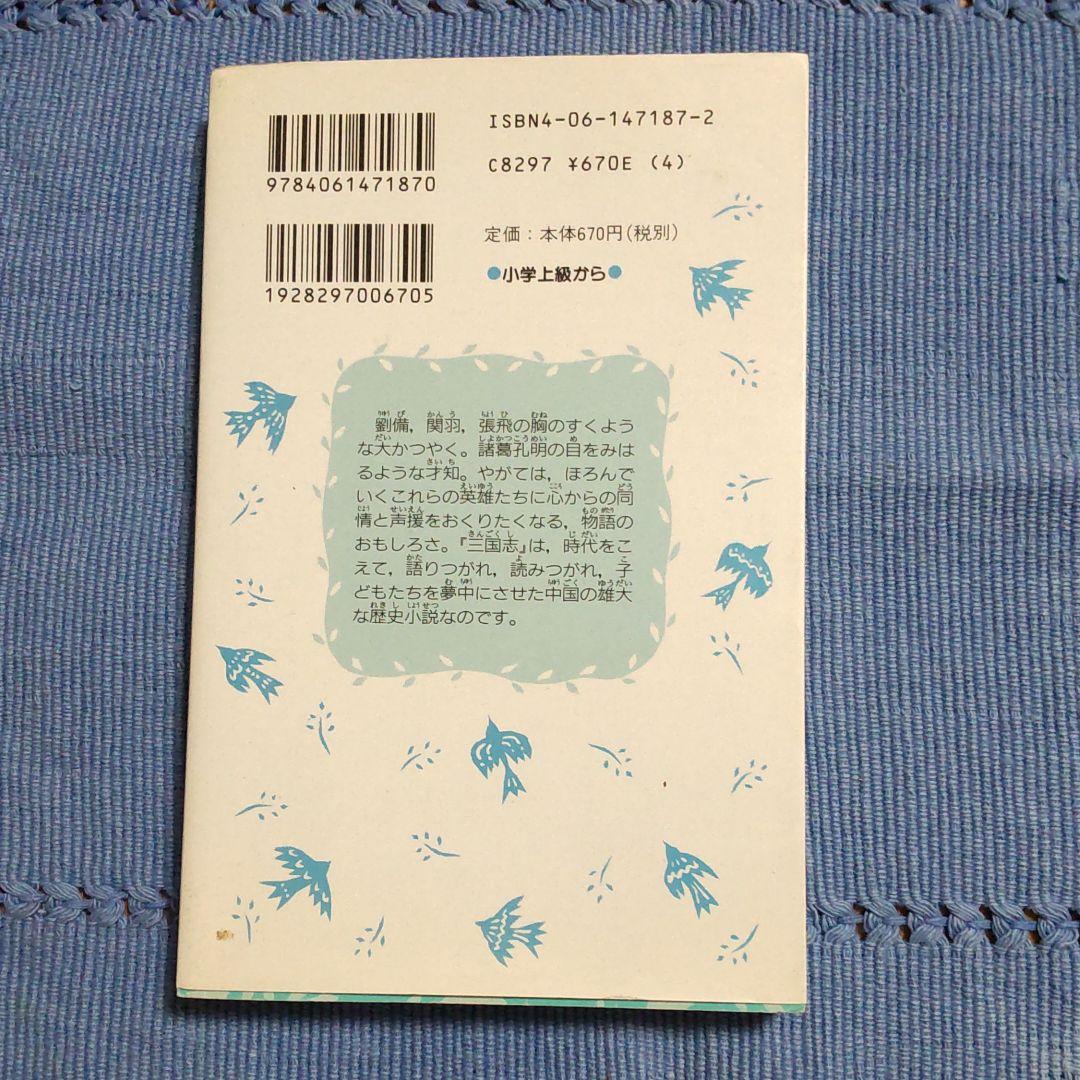 ISBN4-06-147187-2
C8297 ¥670E (4)
9784061471870
定価：本体670円(税別)
●小学上級から●
1928297006705
劉備，関羽，張飛の胸のすくよう
な大かつやく。諸葛孔明の目をみは
るような才知。やがては，ほろんで
いくこれらの英雄たちに心からの同
情と声援をおくりたくなる，物語の
おもしろさ。『三国志』は，時代をこ
えて，語りつがれ，読みつがれ，子
どもたちを夢中にさせた中国の雄大
な歴史小説なのです。